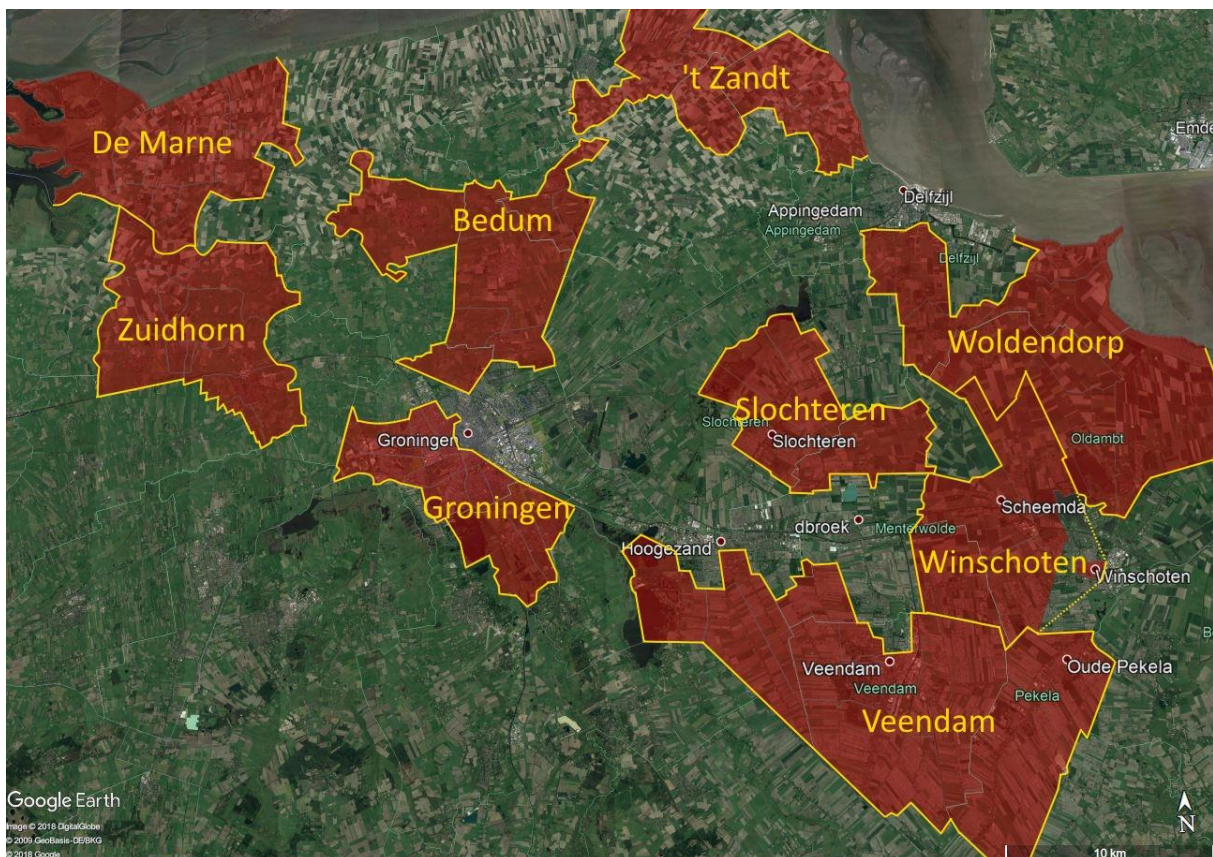 't Zandt
De Marne
Emde
Delfzijl
Appingedam
Appingedam
Bedum
Delfzijl
Zuidhorn
Woldendorp
Slochteren
Slochteren
Slochteren
Groningen
Oldambt
Groningen
Scheemda
dbroek
Menterwolde
Hoogezand
Winschoten
Winschoten
Veendam
Oude Pekela
Veendam
Pekela
Veendam
Google Earth
Image © 2018 DigitalGlobe
© 2009 GeoBasis-DE/BKG
© 2018 Google
N
10 km